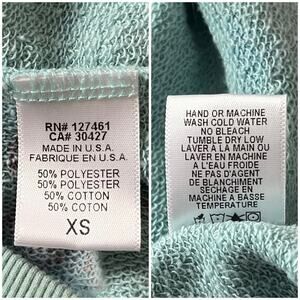 RN# 127461
CA# 30427
MADE IN U.S.A.
FABRIQUE EN U.S.A.
50% POLYESTER
50% POLYESTER
50% COTTON
50% COTON
XS
HAND OR MACHINE
WASH COLD WATER
NO BLEACH
TUMBLE DRY LOW
LAVER A LA MAIN OU
LAVER EN MACHINE
A L'EAU FROIDE
NE PAS D'AGENT
DE BLANCHIMENT
SECHAGE EN
MACHINE A BASSE
TEMPERATURE